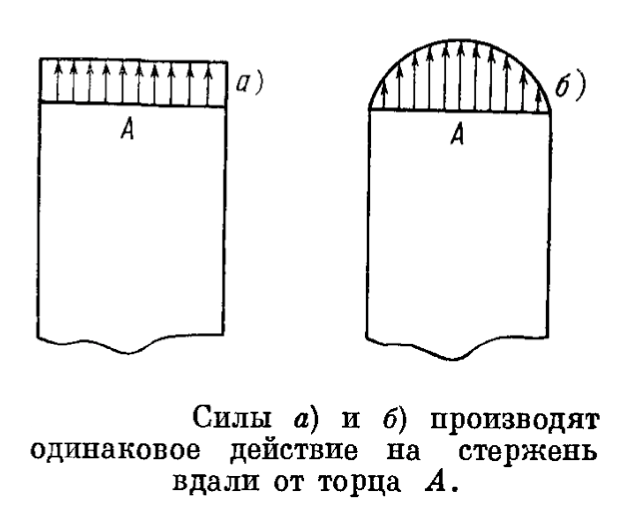 а)
А
б)
А
Силы а) и б) производят
одинаковое действие на стержень
вдали от торца А.